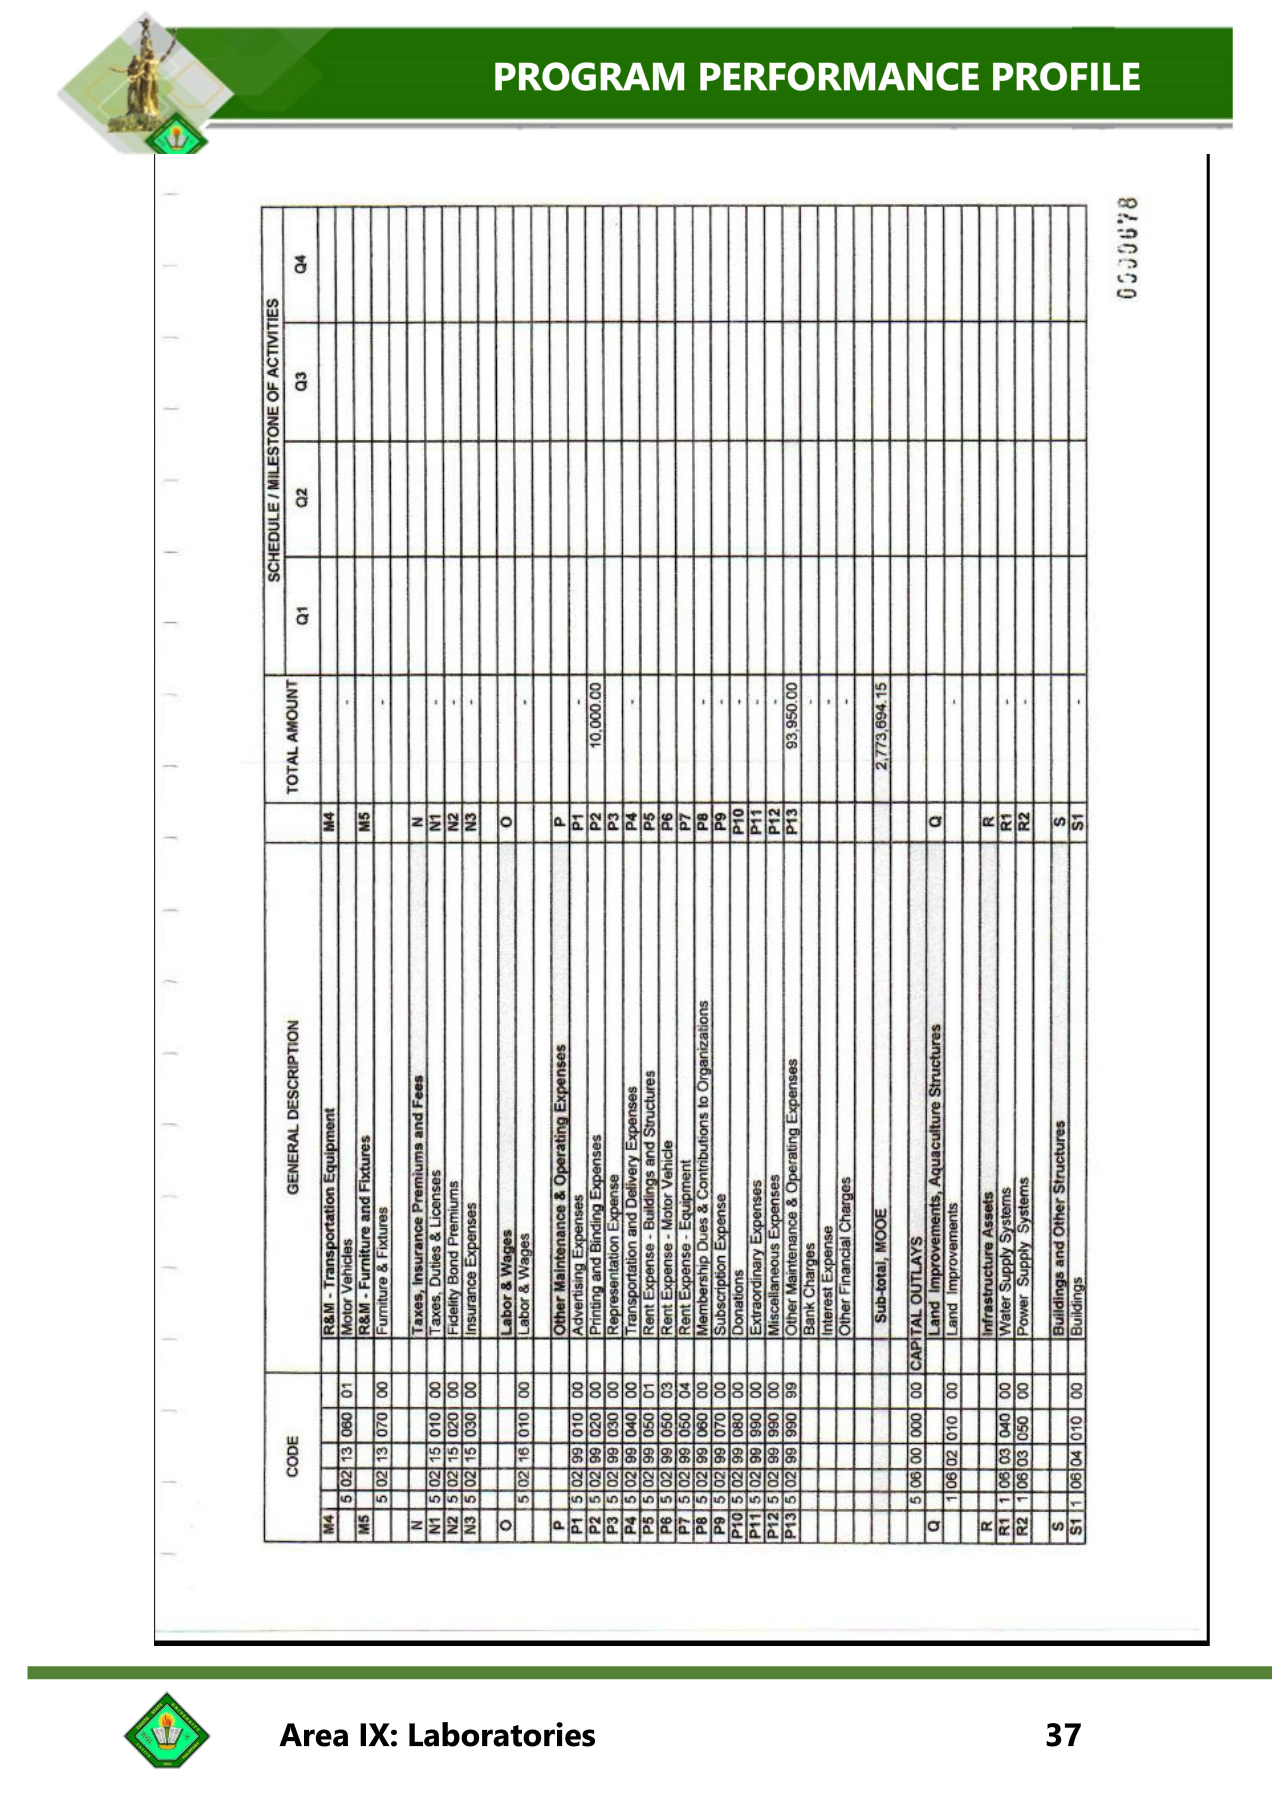 PROGRAM PERFORMANCE PROFILE
0000678
CODE GENERAL DESCRIPTION TOTAL AMOUNT SCHEDULE / MILESTONE OF ACTIVITIES
Q1 Q2 Q3 Q4
M4 R&M - Transportation Equipment M4
5 02 13 060 01 Motor Vehicles -
M5 R&M - Furniture and Fixtures M5
5 02 13 070 00 Furniture & Fixtures -
N Taxes, Insurance Premiums and Fees N
N1 5 02 15 010 00 Taxes, Duties & Licenses N1 -
N2 5 02 15 020 00 Fidelity Bond Premiums N2 -
N3 5 02 15 030 00 Insurance Expenses N3 -
O Labor & Wages O
5 02 16 010 00 Labor & Wages -
P Other Maintenance & Operating Expenses P
P1 5 02 99 010 00 Advertising Expenses P1 -
P2 5 02 99 020 00 Printing and Binding Expenses P2 10,000.00
P3 5 02 99 030 00 Representation Expense P3
P4 5 02 99 040 00 Transportation and Delivery Expenses P4 -
P5 5 02 99 050 01 Rent Expense - Buildings and Structures P5
P6 5 02 99 050 03 Rent Expense - Motor Vehicle P6
P7 5 02 99 050 04 Rent Expense - Equipment P7
P8 5 02 99 060 00 Membership Dues & Contributions to Organizations P8 -
P9 5 02 99 070 00 Subscription Expense P9 -
P10 5 02 99 080 00 Donations P10 -
P11 5 02 99 990 00 Extraordinary Expenses P11 -
P12 5 02 99 990 00 Miscellaneous Expenses P12 -
P13 5 02 99 990 99 Other Maintenance & Operating Expenses P13 93,950.00
Bank Charges -
Interest Expense
Other Financial Charges -
Sub-total, MOOE 2,773,694.15
5 06 00 000 00 CAPITAL OUTLAYS
Q Land Improvements, Aquaculture Structures Q
1 06 02 010 00 Land Improvements -
R Infrastructure Assets R
R1 1 06 03 040 00 Water Supply Systems R1 -
R2 1 06 03 050 00 Power Supply Systems R2 -
S Buildings and Other Structures S
S1 1 06 04 010 00 Buildings S1 -
Area IX: Laboratories 37